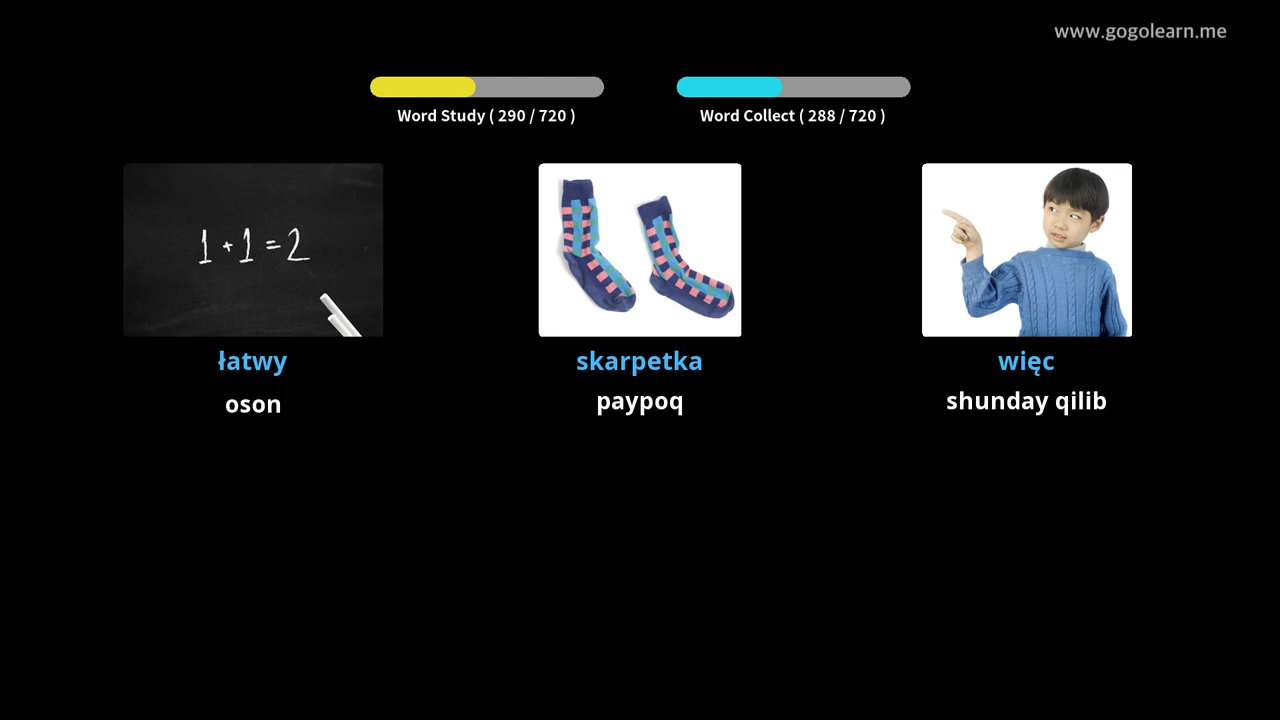 www.gogolearn.me
Word Study ( 290 / 720 )
Word Collect ( 288 / 720 )
1 + 1 = 2
łatwy
oson
skarpetka
paypoq
więc
shunday qilib